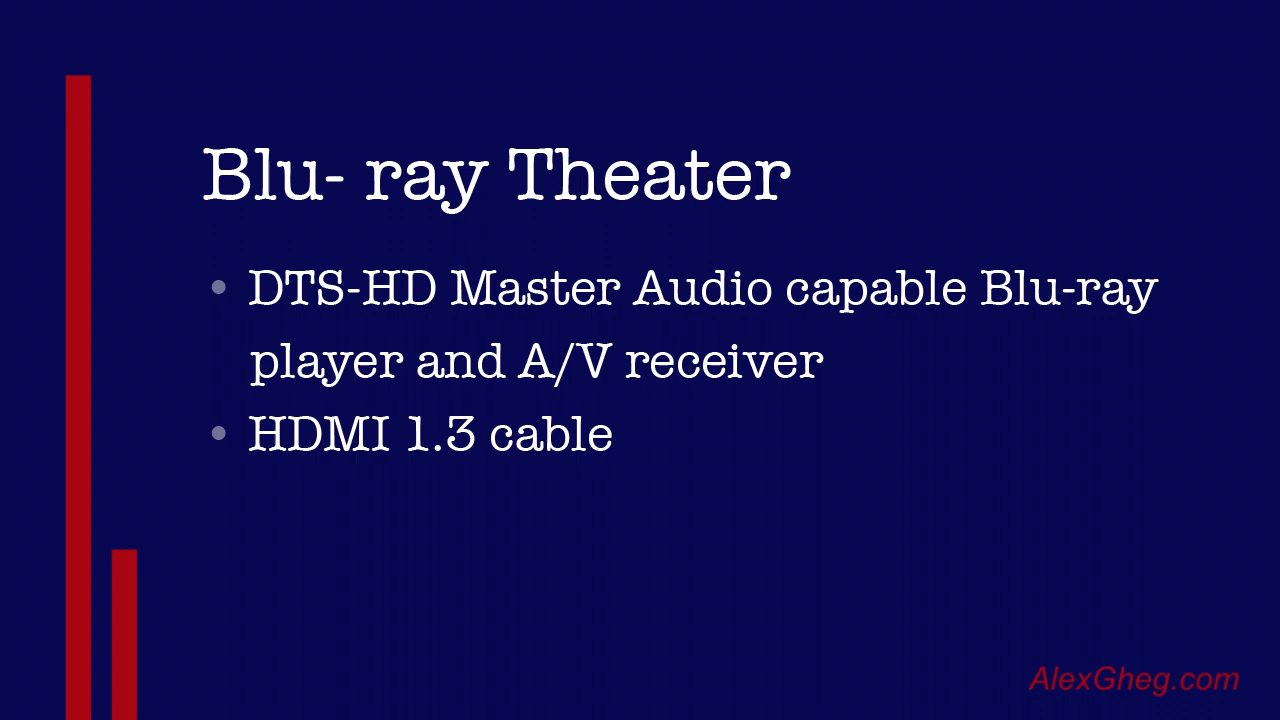 Blu- ray Theater
• DTS-HD Master Audio capable Blu-ray
player and A/V receiver
• HDMI 1.3 cable
AlexGheg.com